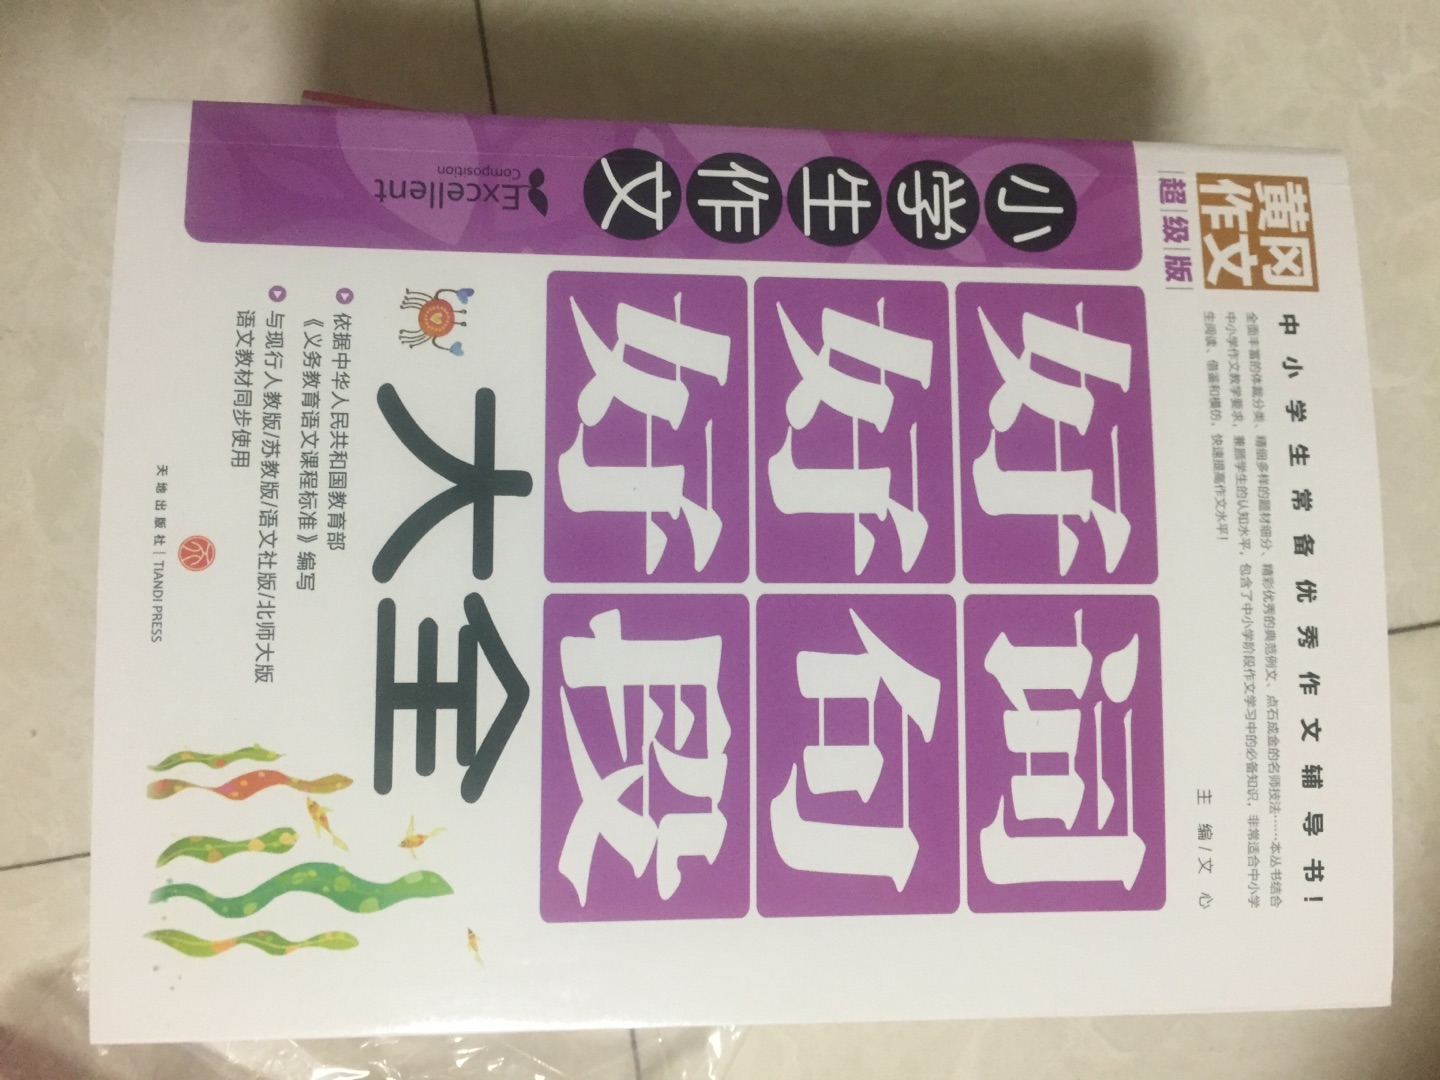 黄冈
作文
超级版
中小学生常备优秀作文辅导书！
全面丰富的体裁分类、精细多样的题材细分、精彩优秀的典范例文、点石成金的名师技法……本丛书结合
中小学作文教学要求，兼顾学生的认知水平，包含了中小学阶段作文学习中的必备知识，非常适合中小学
生阅读、借鉴和模仿，快速提高作文水平！
主 编/文 心
小学生作文
Excellent
Composition
好词
好句
好段
大全
依据中华人民共和国教育部
《义务教育语文课程标准》编写
与现行人教版/苏教版/语文社版/北师大版
语文教材同步使用
天地出版社 | TIANDI PRESS